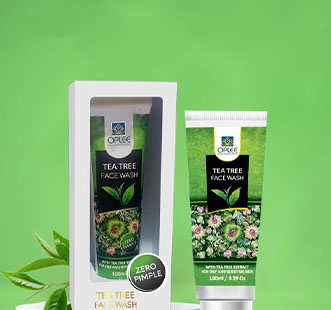 OPLEE
TEA TREE
FACE WASH
ZERO
PIMPLE
TEA TREE
FACE WASH
OPLEE
TEA TREE
FACE WASH
WITH TEA TREE EXTRACT
FOR OILY AND SENSITIVE SKIN
100ml / 3.39 Oz